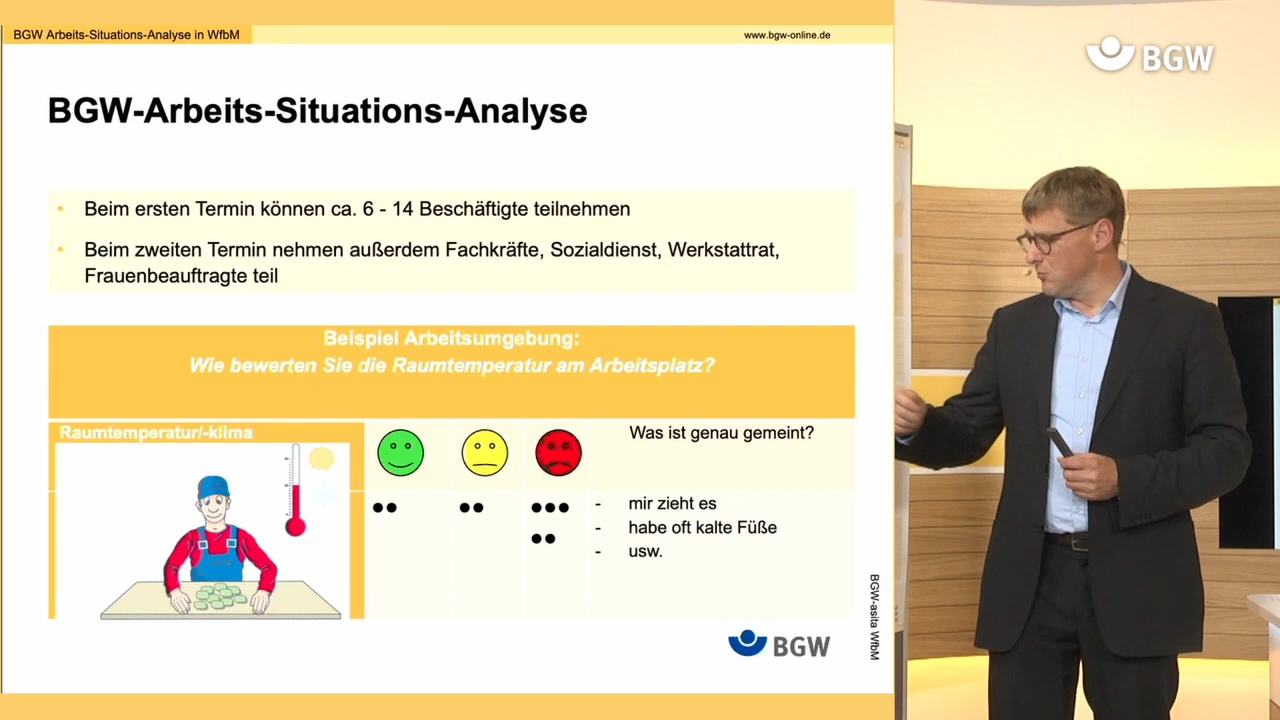 BGW Arbeits-Situations-Analyse in WfbM
www.bgw-online.de
BGW
BGW-Arbeits-Situations-Analyse
• Beim ersten Termin können ca. 6 - 14 Beschäftigte teilnehmen
• Beim zweiten Termin nehmen außerdem Fachkräfte, Sozialdienst, Werkstattrat,
Frauenbeauftragte teil
Beispiel Arbeitsumgebung:
Wie bewerten Sie die Raumtemperatur am Arbeitsplatz?
Raumtemperatur/-klima
Was ist genau gemeint?
- mir zieht es
- habe oft kalte Füße
- usw.
BGW-asita WfbM
BGW